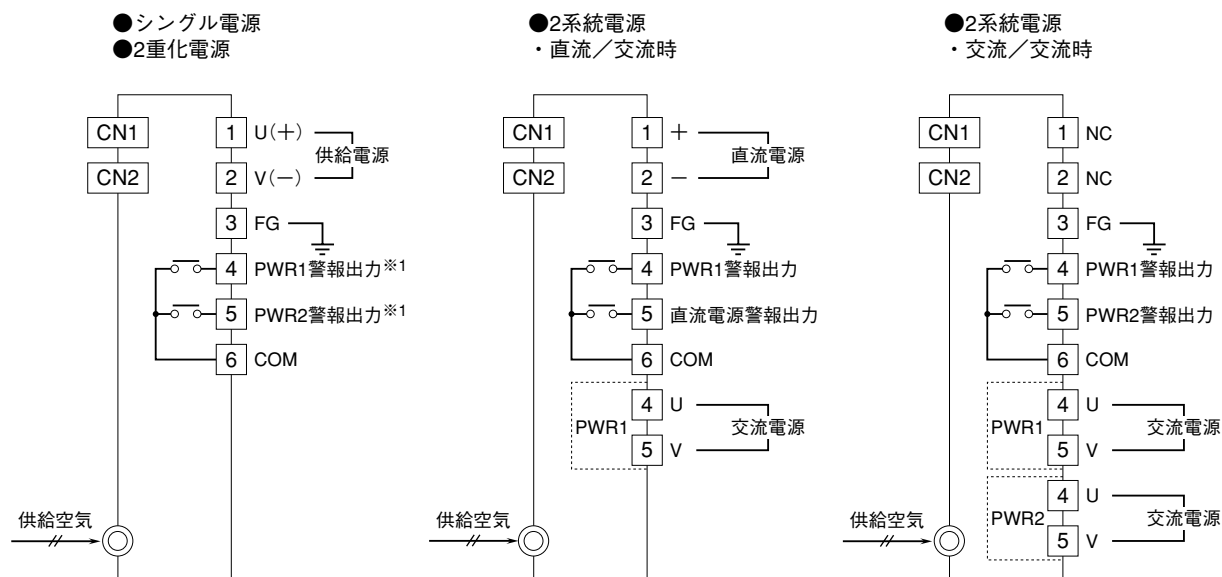 ●シングル電源
●2重化電源
CN1
CN2
1 U(+)
供給電源
2 V(−)
3 FG
4 PWR1警報出力※1
5 PWR2警報出力※1
6 COM
供給空気
●2系統電源
・直流／交流時
CN1
CN2
1 +
直流電源
2 −
3 FG
4 PWR1警報出力
5 直流電源警報出力
6 COM
PWR1
4 U
交流電源
5 V
供給空気
●2系統電源
・交流／交流時
CN1
CN2
1 NC
2 NC
3 FG
4 PWR1警報出力
5 PWR2警報出力
6 COM
PWR1
4 U
交流電源
5 V
PWR2
4 U
交流電源
5 V
供給空気